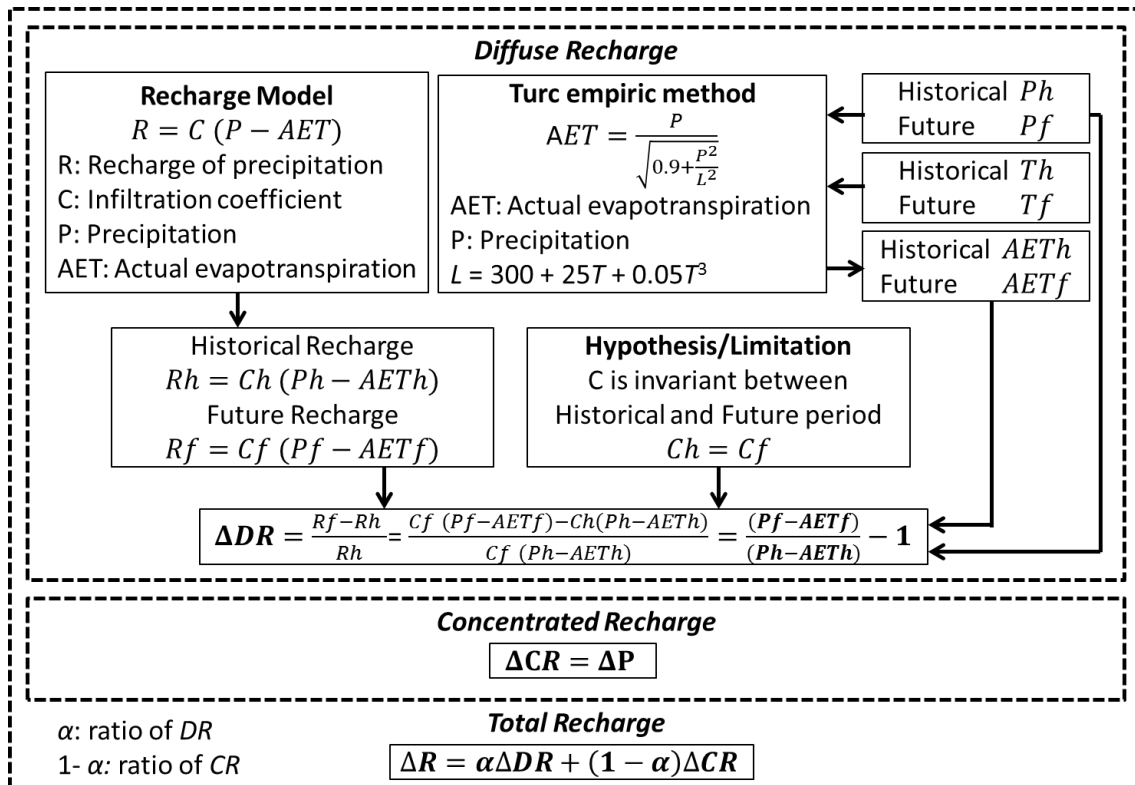 Diffuse Recharge
Recharge Model
R = C (P − AET)
R: Recharge of precipitation
C: Infiltration coefficient
P: Precipitation
AET: Actual evapotranspiration
Turc empiric method
AET = P / √(0.9+P²/L²)
AET: Actual evapotranspiration
P: Precipitation
L = 300 + 25T + 0.05T³
Historical Ph
Future Pf
Historical Th
Future Tf
Historical AETh
Future AETf
Historical Recharge
Rh = Ch (Ph − AETh)
Future Recharge
Rf = Cf (Pf − AETf)
Hypothesis/Limitation
C is invariant between
Historical and Future period
Ch = Cf
ΔDR = (Rf−Rh)/Rh = (Cf (Pf−AETf)−Ch(Ph−AETh))/(Cf (Ph−AETh)) = (Pf−AETf)/(Ph−AETh) − 1
Concentrated Recharge
ΔCR = ΔP
Total Recharge
α: ratio of DR
1- α: ratio of CR
ΔR = αΔDR + (1 − α)ΔCR